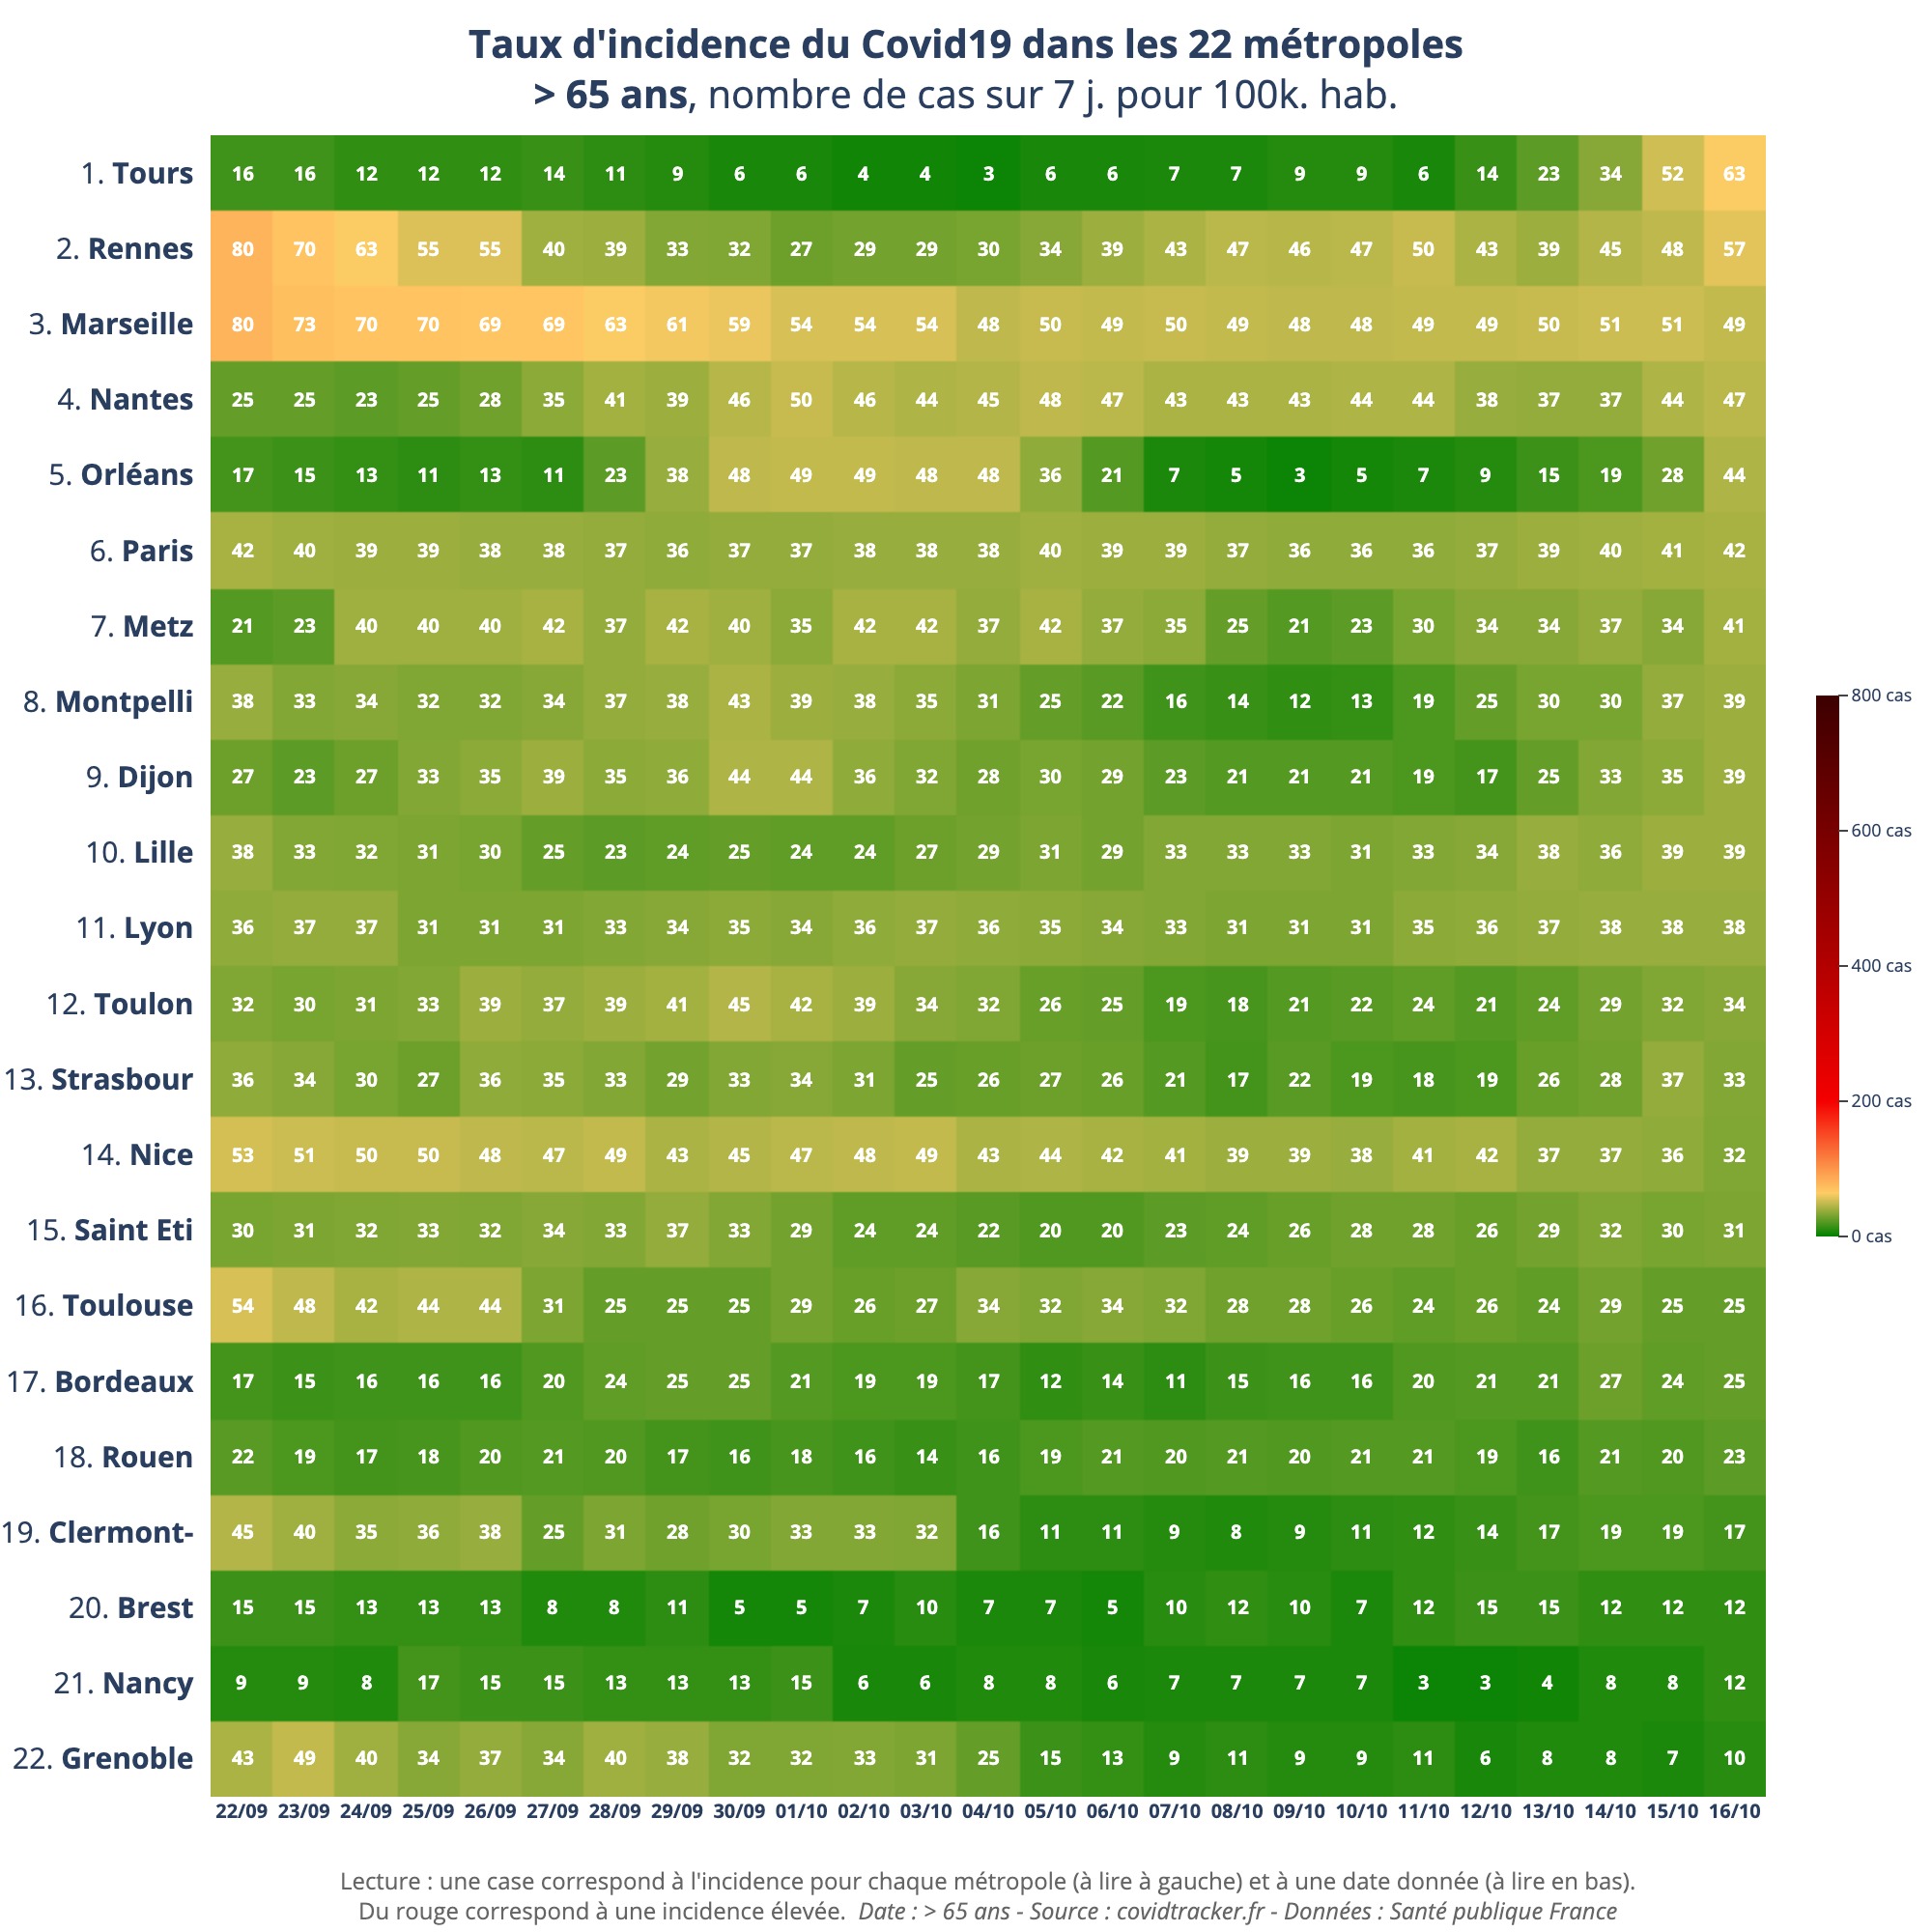 Taux d'incidence du Covid19 dans les 22 métropoles
> 65 ans, nombre de cas sur 7 j. pour 100k. hab.
1. Tours 16 16 12 12 12 14 11 9 6 6 4 4 3 6 6 7 7 9 9 6 14 23 34 52 63
2. Rennes 80 70 63 55 55 40 39 33 32 27 29 29 30 34 39 43 47 46 47 50 43 39 45 48 57
3. Marseille 80 73 70 70 69 69 63 61 59 54 54 54 48 50 49 50 49 48 48 49 49 50 51 51 49
4. Nantes 25 25 23 25 28 35 41 39 46 50 46 44 45 48 47 43 43 43 44 44 38 37 37 44 47
5. Orléans 17 15 13 11 13 11 23 38 48 49 49 48 48 36 21 7 5 3 5 7 9 15 19 28 44
6. Paris 42 40 39 39 38 38 37 36 37 37 38 38 38 40 39 39 37 36 36 36 37 39 40 41 42
7. Metz 21 23 40 40 40 42 37 42 40 35 42 42 37 42 37 35 25 21 23 30 34 34 37 34 41
8. Montpelli 38 33 34 32 32 34 37 38 43 39 38 35 31 25 22 16 14 12 13 19 25 30 30 37 39
9. Dijon 27 23 27 33 35 39 35 36 44 44 36 32 28 30 29 23 21 21 21 19 17 25 33 35 39
10. Lille 38 33 32 31 30 25 23 24 25 24 24 27 29 31 29 33 33 33 31 33 34 38 36 39 39
11. Lyon 36 37 37 31 31 31 33 34 35 34 36 37 36 35 34 33 31 31 31 35 36 37 38 38 38
12. Toulon 32 30 31 33 39 37 39 41 45 42 39 34 32 26 25 19 18 21 22 24 21 24 29 32 34
13. Strasbour 36 34 30 27 36 35 33 29 33 34 31 25 26 27 26 21 17 22 19 18 19 26 28 37 33
14. Nice 53 51 50 50 48 47 49 43 45 47 48 49 43 44 42 41 39 39 38 41 42 37 37 36 32
15. Saint Eti 30 31 32 33 32 34 33 37 33 29 24 24 22 20 20 23 24 26 28 28 26 29 32 30 31
16. Toulouse 54 48 42 44 44 31 25 25 25 29 26 27 34 32 34 32 28 28 26 24 26 24 29 25 25
17. Bordeaux 17 15 16 16 16 20 24 25 25 21 19 19 17 12 14 11 15 16 16 20 21 21 27 24 25
18. Rouen 22 19 17 18 20 21 20 17 16 18 16 14 16 19 21 20 21 20 21 21 19 16 21 20 23
19. Clermont- 45 40 35 36 38 25 31 28 30 33 33 32 16 11 11 9 8 9 11 12 14 17 19 19 17
20. Brest 15 15 13 13 13 8 8 11 5 5 7 10 7 7 5 10 12 10 7 12 15 15 12 12 12
21. Nancy 9 9 8 17 15 15 13 13 13 15 6 6 8 8 6 7 7 7 7 3 3 4 8 8 12
22. Grenoble 43 49 40 34 37 34 40 38 32 32 33 31 25 15 13 9 11 9 9 11 6 8 8 7 10
22/09 23/09 24/09 25/09 26/09 27/09 28/09 29/09 30/09 01/10 02/10 03/10 04/10 05/10 06/10 07/10 08/10 09/10 10/10 11/10 12/10 13/10 14/10 15/10 16/10
800 cas
600 cas
400 cas
200 cas
0 cas
Lecture : une case correspond à l'incidence pour chaque métropole (à lire à gauche) et à une date donnée (à lire en bas).
Du rouge correspond à une incidence élevée. Date : > 65 ans - Source : covidtracker.fr - Données : Santé publique France